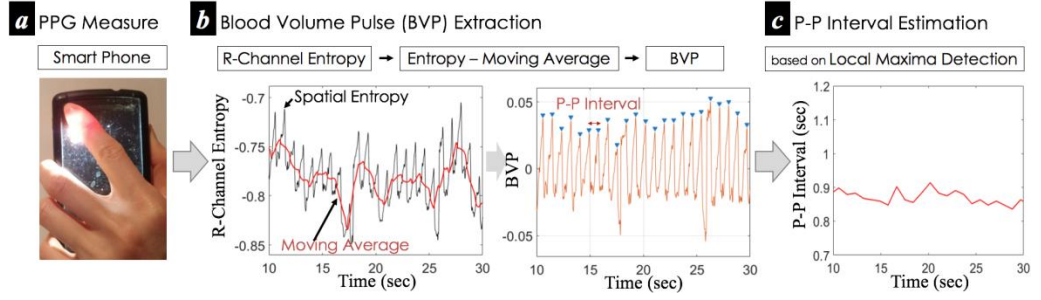 a PPG Measure
Smart Phone
b Blood Volume Pulse (BVP) Extraction
R-Channel Entropy
Entropy – Moving Average
BVP
R-Channel Entropy
-0.7
-0.75
-0.8
-0.85
Spatial Entropy
Moving Average
10 15 20 25 30
Time (sec)
BVP
0.05
0
-0.05
P-P Interval
10 15 20 25 30
Time (sec)
c P-P Interval Estimation
based on Local Maxima Detection
P-P Interval (sec)
1.2
1.1
1
0.9
0.8
0.7
10 15 20 25 30
Time (sec)